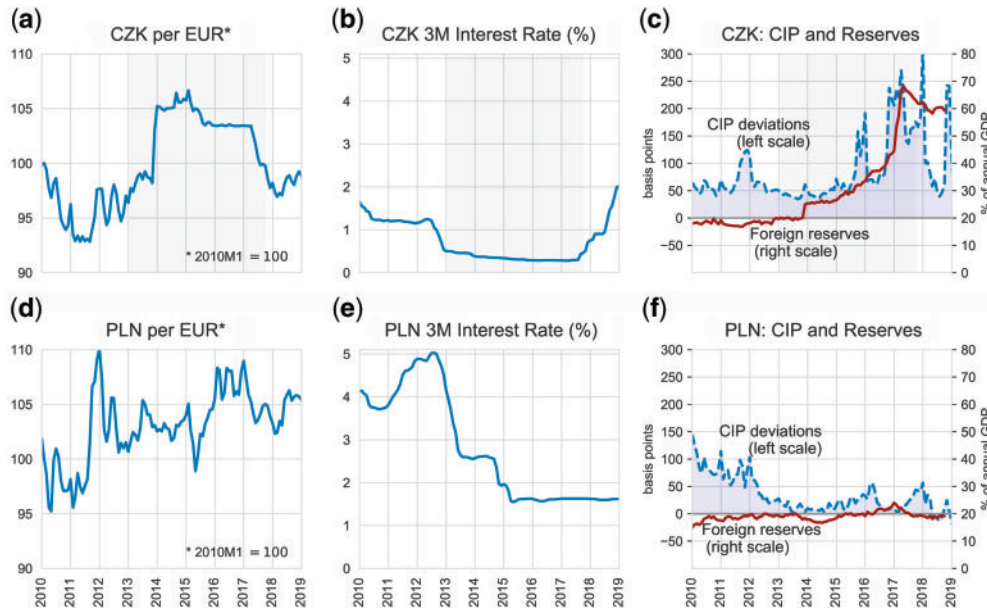 (a)
CZK per EUR*
110
105
100
95
90
* 2010M1 = 100
(b)
CZK 3M Interest Rate (%)
5
4
3
2
1
0
(c)
CZK: CIP and Reserves
300
250
200
150
100
50
0
−50
basis points
80
70
60
50
40
30
20
10
0
% of annual GDP
CIP deviations
(left scale)
Foreign reserves
(right scale)
(d)
PLN per EUR*
110
105
100
95
90
* 2010M1 = 100
2010 2011 2012 2013 2014 2015 2016 2017 2018 2019
(e)
PLN 3M Interest Rate (%)
5
4
3
2
1
0
2010 2011 2012 2013 2014 2015 2016 2017 2018 2019
(f)
PLN: CIP and Reserves
300
250
200
150
100
50
0
−50
basis points
80
70
60
50
40
30
20
10
0
% of annual GDP
CIP deviations
(left scale)
Foreign reserves
(right scale)
2010 2011 2012 2013 2014 2015 2016 2017 2018 2019